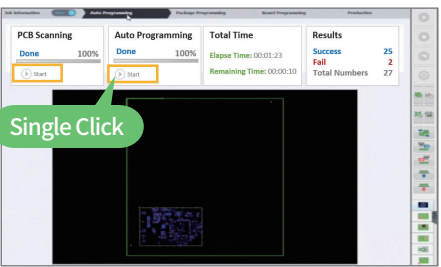 Job Information
Auto Programming
Package Programming
Board Programming
Production
PCB Scanning
Done 100%
Start
Auto Programming
Done 100%
Start
Total Time
Elapse Time: 00:01:23
Remaining Time: 00:00:10
Results
Success 25
Fail 2
Total Numbers 27
Single Click